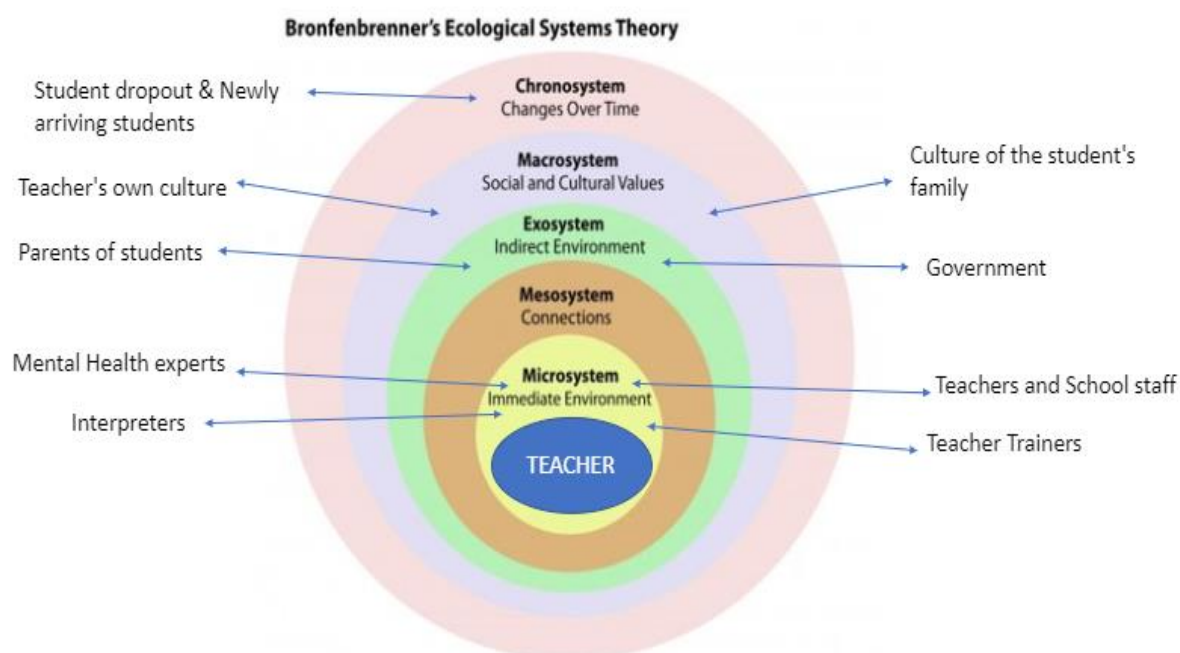 Bronfenbrenner's Ecological Systems Theory
Student dropout & Newly
arriving students
Chronosystem
Changes Over Time
Teacher's own culture
Macrosystem
Social and Cultural Values
Culture of the student's
family
Parents of students
Exosystem
Indirect Environment
Government
Mesosystem
Connections
Mental Health experts
Microsystem
Immediate Environment
Teachers and School staff
Interpreters
Teacher Trainers
TEACHER